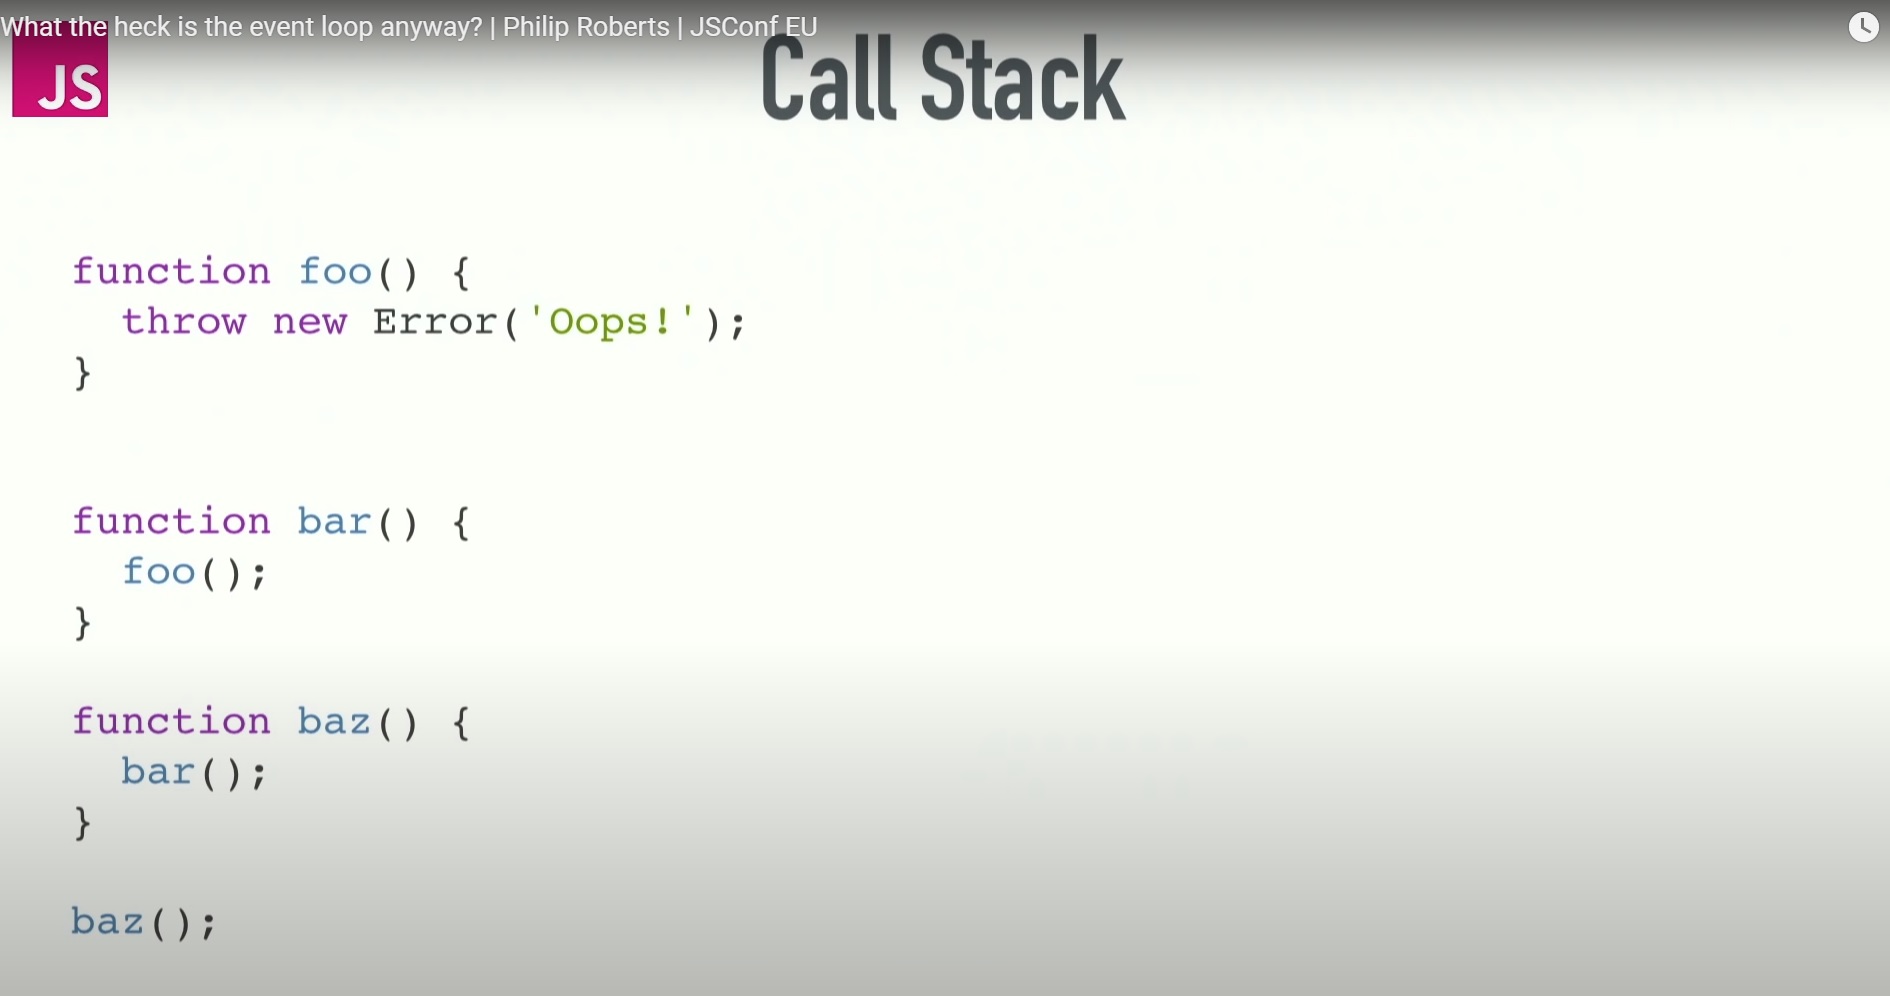 What the heck is the event loop anyway? | Philip Roberts | JSConf EU
JS
Call Stack
function foo() {
  throw new Error('Oops!');
}
function bar() {
  foo();
}
function baz() {
  bar();
}
baz();